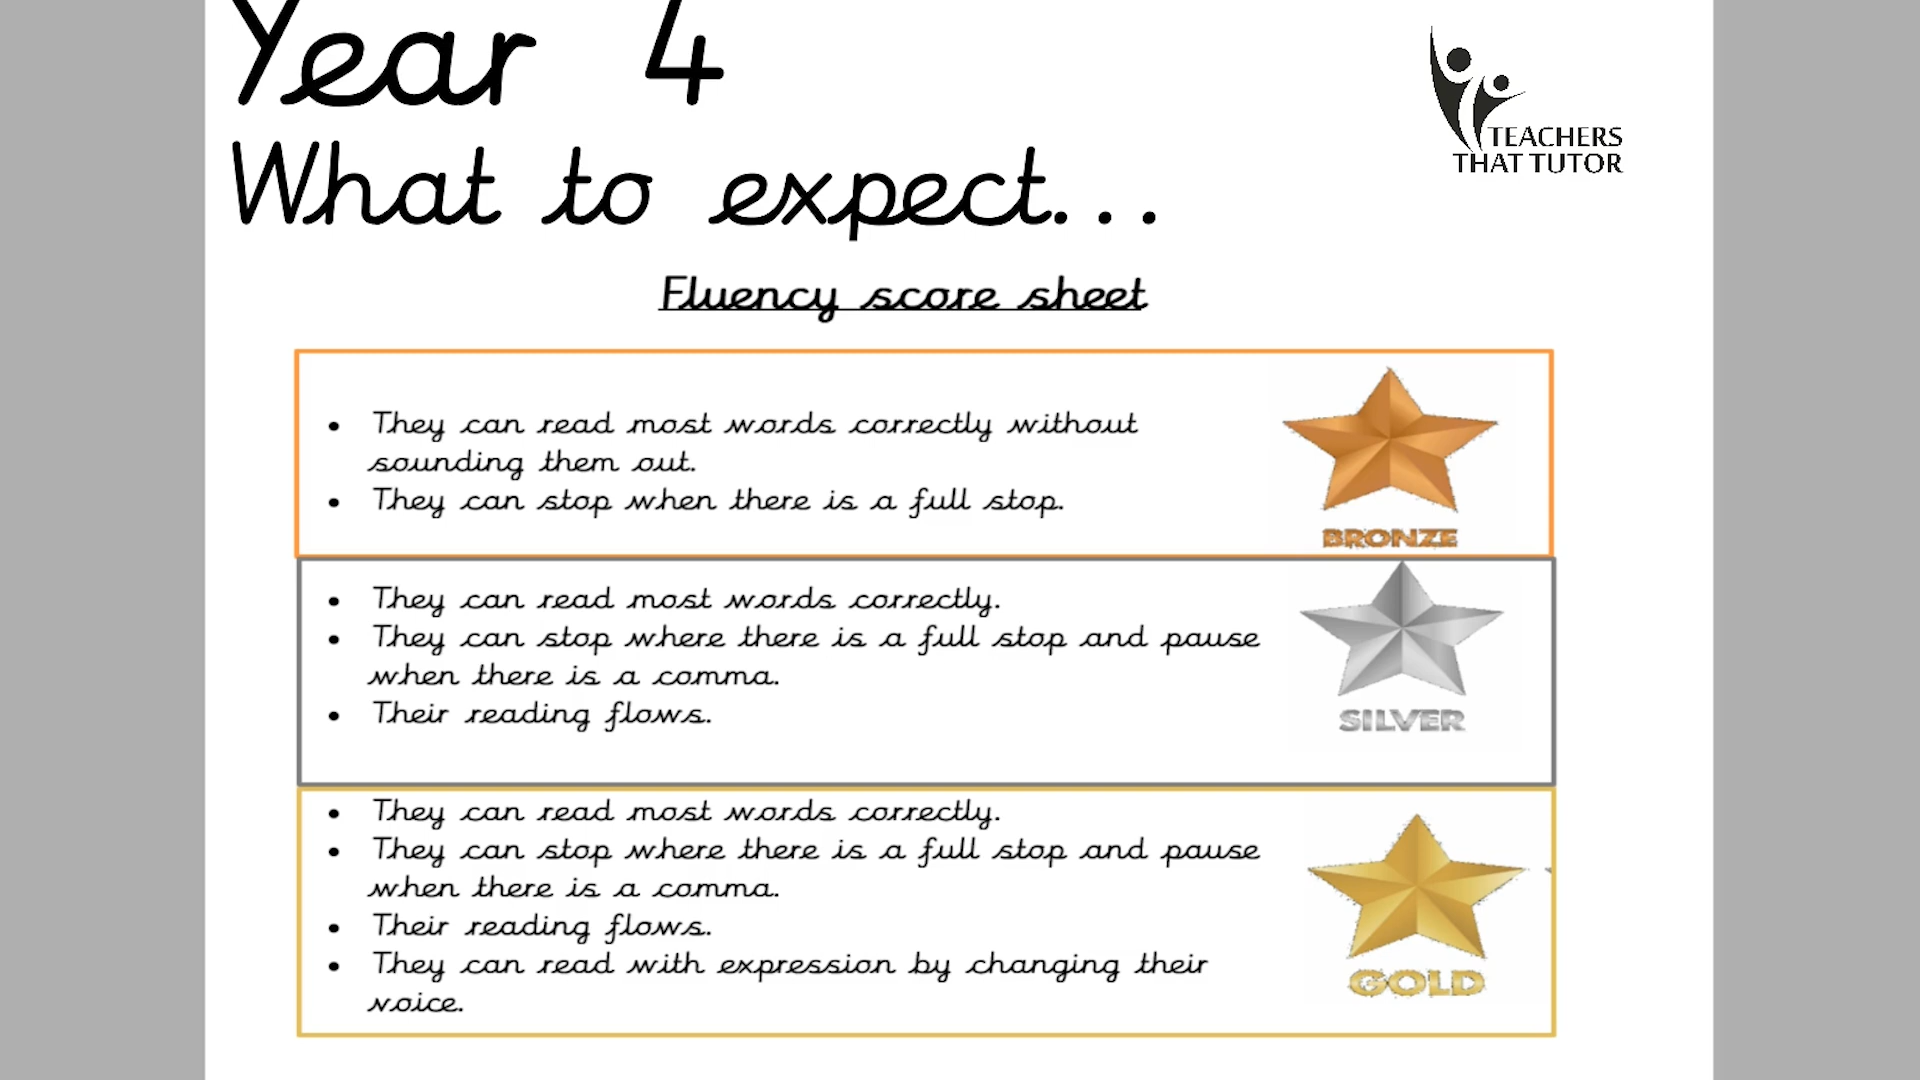 Year 4
What to expect...
TEACHERS
THAT TUTOR
Fluency score sheet
• They can read most words correctly without
sounding them out.
• They can stop when there is a full stop.
BRONZE
• They can read most words correctly.
• They can stop where there is a full stop and pause
when there is a comma.
• Their reading flows.
SILVER
• They can read most words correctly.
• They can stop where there is a full stop and pause
when there is a comma.
• Their reading flows.
• They can read with expression by changing their
voice.
GOLD